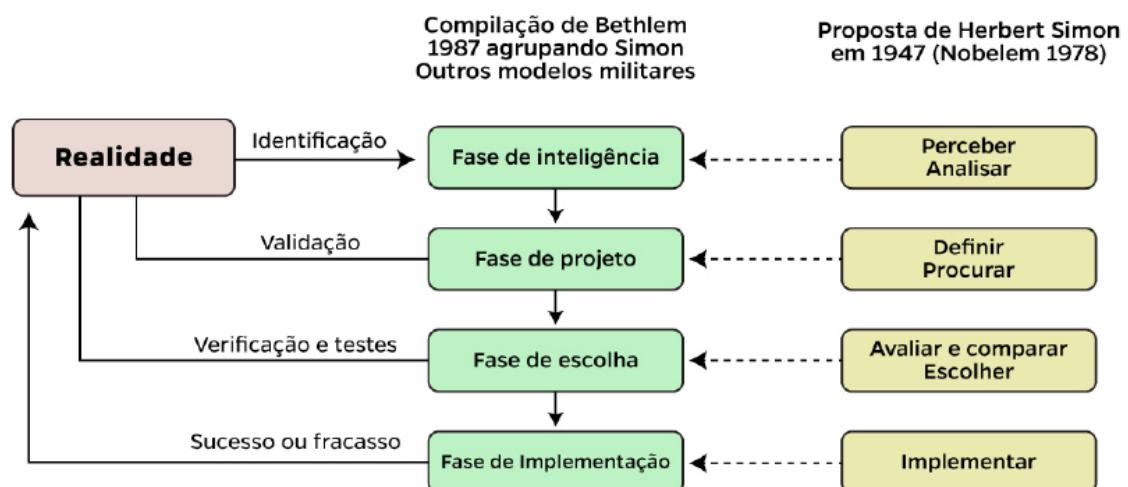 Compilação de Bethlem
1987 agrupando Simon
Outros modelos militares
Proposta de Herbert Simon
em 1947 (Nobelem 1978)
Realidade
Identificação
Fase de inteligência
Perceber
Analisar
Validação
Fase de projeto
Definir
Procurar
Verificação e testes
Fase de escolha
Avaliar e comparar
Escolher
Sucesso ou fracasso
Fase de Implementação
Implementar